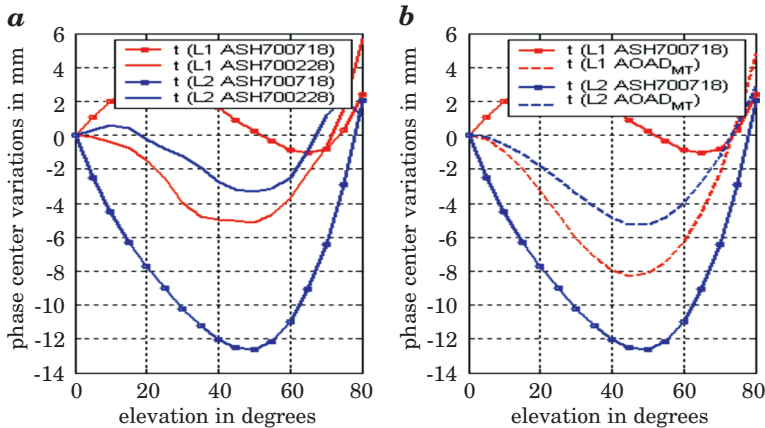 a
6
4
2
0
-2
-4
-6
-8
-10
-12
-14
phase center variations in mm
t (L1 ASH700718)
t (L1 ASH700228)
t (L2 ASH700718)
t (L2 ASH700228)
0 20 40 60 80
elevation in degrees
b
6
4
2
0
-2
-4
-6
-8
-10
-12
-14
phase center variations in mm
t (L1 ASH700718)
t (L1 AOADMT)
t (L2 ASH700718)
t (L2 AOADMT)
0 20 40 60 80
elevation in degrees